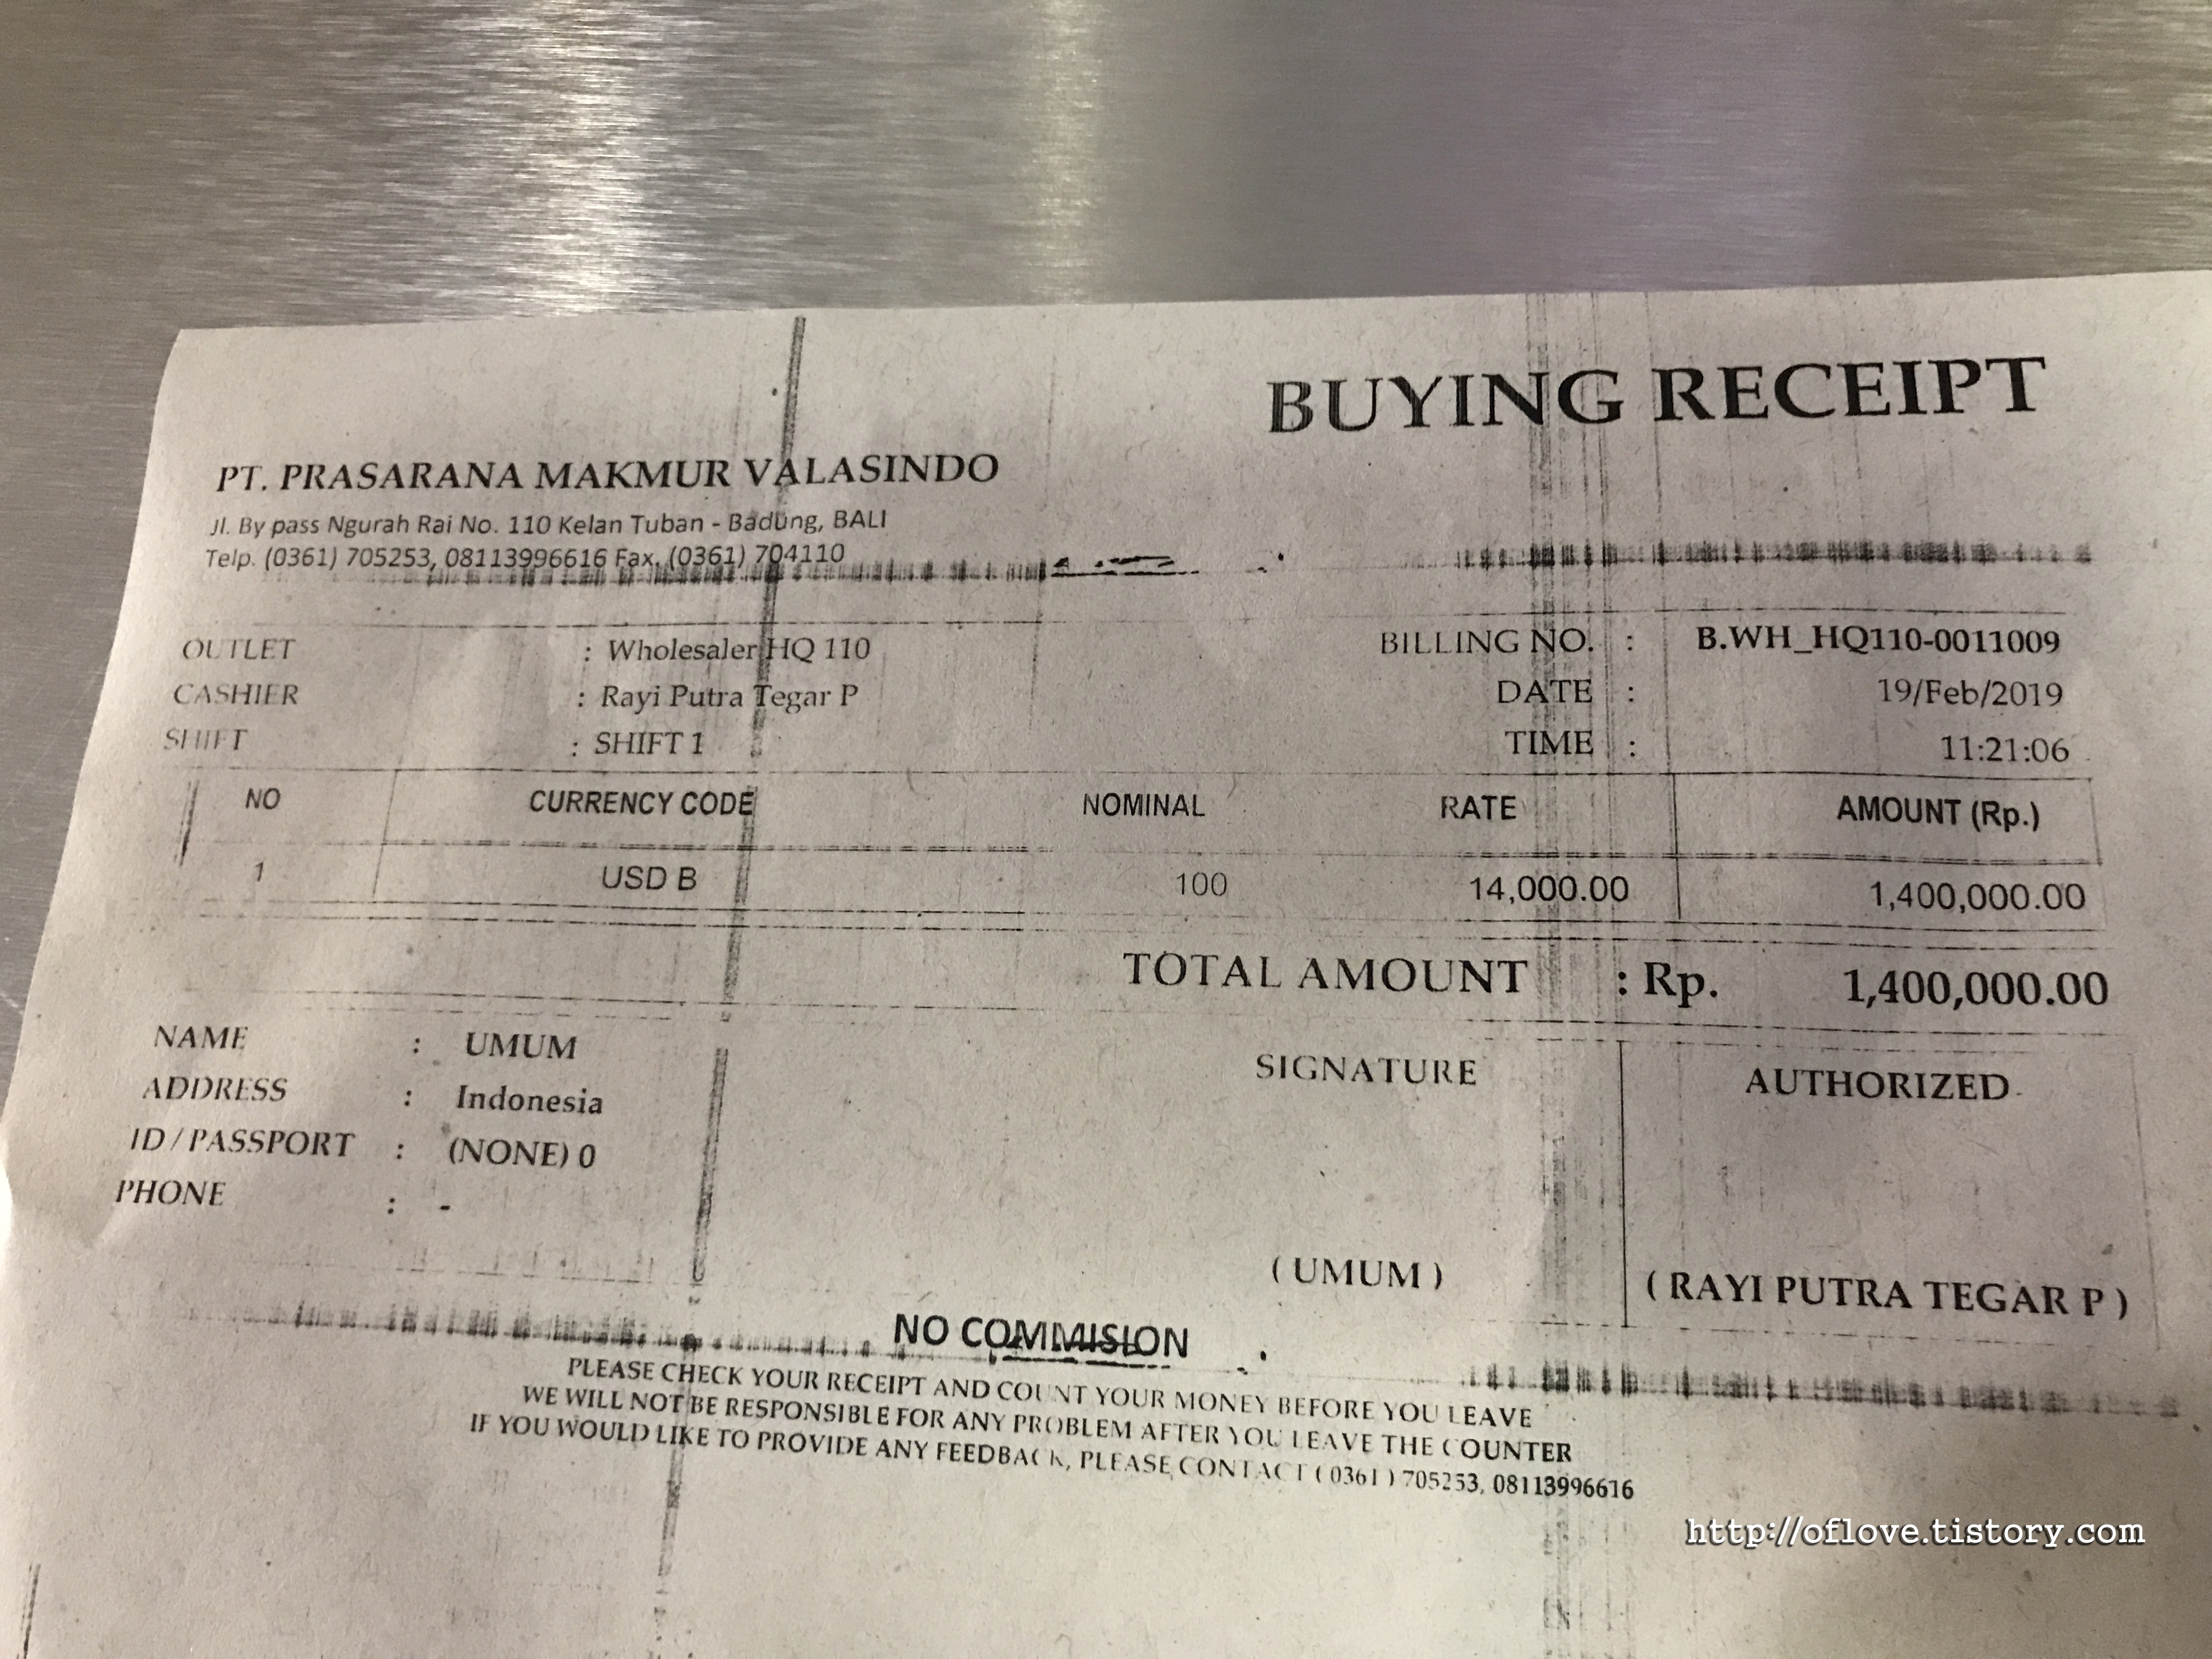 BUYING RECEIPT
PT. PRASARANA MAKMUR VALASINDO
Jl. By pass Ngurah Rai No. 110 Kelan Tuban - Badung, BALI
Telp. (0361) 705253, 08113996616 Fax. (0361) 704110
OUTLET : Wholesaler HQ 110 BILLING NO. : B.WH_HQ110-0011009
CASHIER : Rayi Putra Tegar P DATE : 19/Feb/2019
SHIFT : SHIFT 1 TIME : 11:21:06
NO CURRENCY CODE NOMINAL RATE AMOUNT (Rp.)
1 USD B 100 14,000.00 1,400,000.00
TOTAL AMOUNT : Rp. 1,400,000.00
NAME : UMUM SIGNATURE AUTHORIZED
ADDRESS : Indonesia
ID / PASSPORT : (NONE) 0
PHONE : -
( UMUM ) ( RAYI PUTRA TEGAR P )
NO COMMISION
PLEASE CHECK YOUR RECEIPT AND COUNT YOUR MONEY BEFORE YOU LEAVE
WE WILL NOT BE RESPONSIBLE FOR ANY PROBLEM AFTER YOU LEAVE THE COUNTER
IF YOU WOULD LIKE TO PROVIDE ANY FEEDBACK, PLEASE CONTACT ( 0361 ) 705253, 08113996616
http://oflove.tistory.com